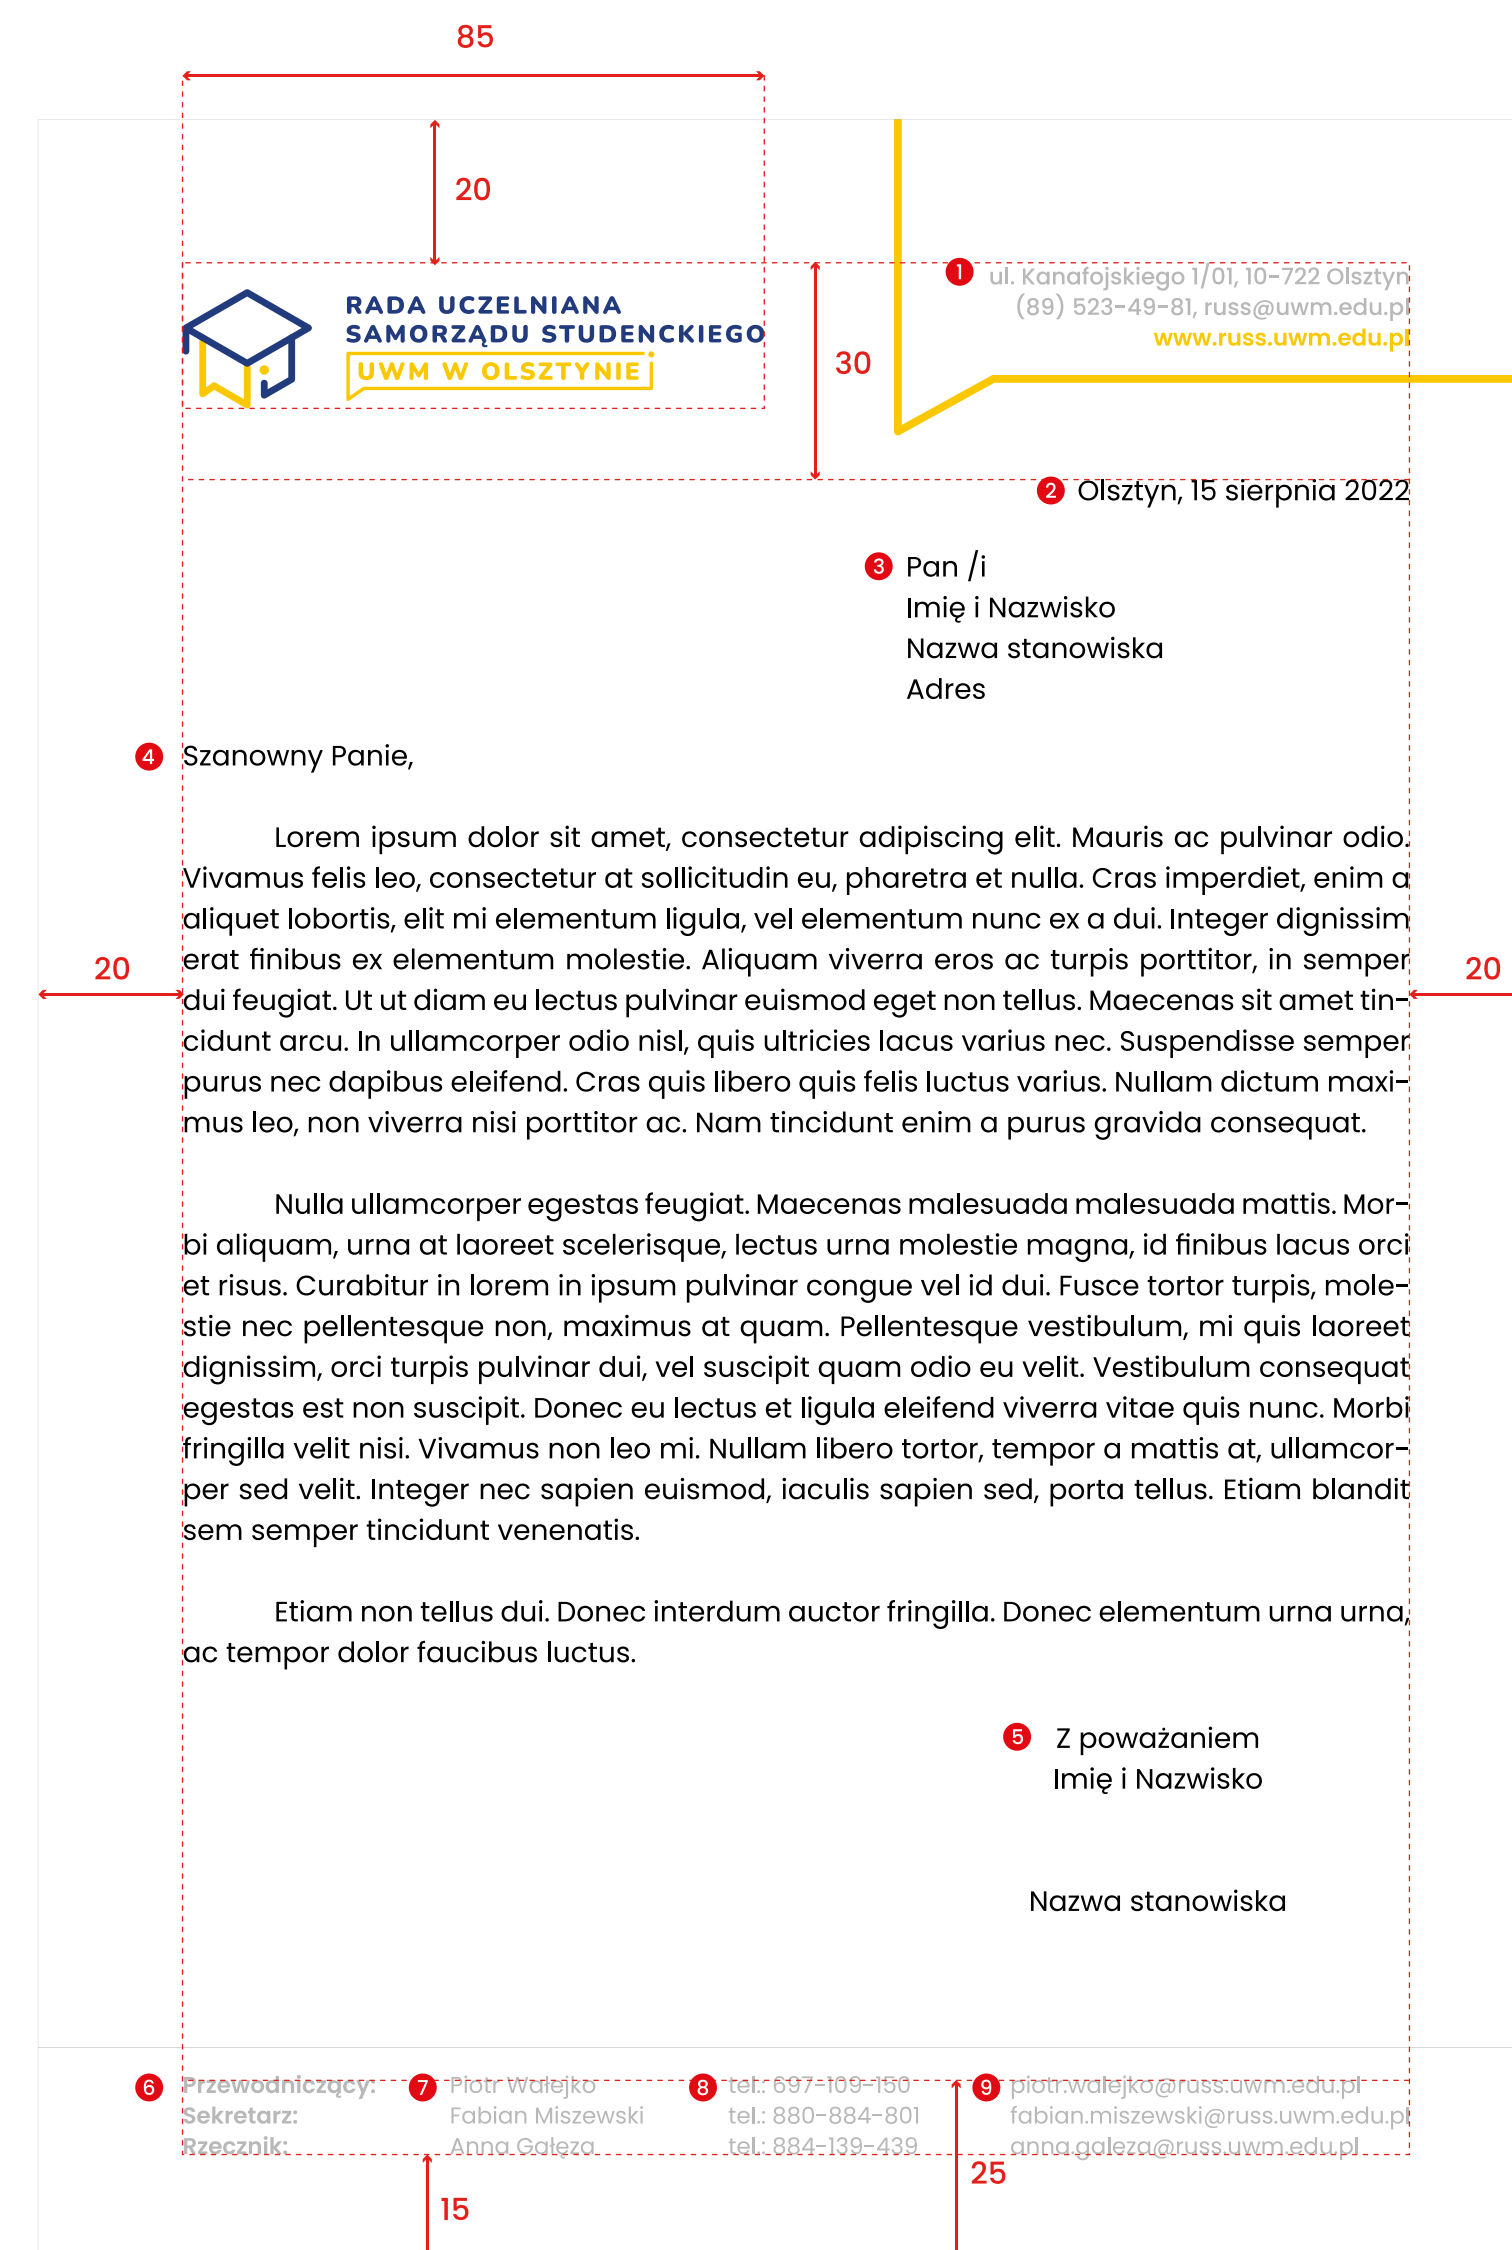 85
20
1 ul. Kanafojskiego 1/01, 10-722 Olsztyn
(89) 523-49-81, russ@uwm.edu.pl
www.russ.uwm.edu.pl
RADA UCZELNIANA
SAMORZĄDU STUDENCKIEGO
UWM W OLSZTYNIE
30
2 Olsztyn, 15 sierpnia 2022
3 Pan /i
Imię i Nazwisko
Nazwa stanowiska
Adres
4 Szanowny Panie,
Lorem ipsum dolor sit amet, consectetur adipiscing elit. Mauris ac pulvinar odio.
Vivamus felis leo, consectetur at sollicitudin eu, pharetra et nulla. Cras imperdiet, enim a
aliquet lobortis, elit mi elementum ligula, vel elementum nunc ex a dui. Integer dignissim
erat finibus ex elementum molestie. Aliquam viverra eros ac turpis porttitor, in semper
20
20
dui feugiat. Ut ut diam eu lectus pulvinar euismod eget non tellus. Maecenas sit amet tin-
cidunt arcu. In ullamcorper odio nisl, quis ultricies lacus varius nec. Suspendisse semper
purus nec dapibus eleifend. Cras quis libero quis felis luctus varius. Nullam dictum maxi-
mus leo, non viverra nisi porttitor ac. Nam tincidunt enim a purus gravida consequat.
Nulla ullamcorper egestas feugiat. Maecenas malesuada malesuada mattis. Mor-
bi aliquam, urna at laoreet scelerisque, lectus urna molestie magna, id finibus lacus orci
et risus. Curabitur in lorem in ipsum pulvinar congue vel id dui. Fusce tortor turpis, mole-
stie nec pellentesque non, maximus at quam. Pellentesque vestibulum, mi quis laoreet
dignissim, orci turpis pulvinar dui, vel suscipit quam odio eu velit. Vestibulum consequat
egestas est non suscipit. Donec eu lectus et ligula eleifend viverra vitae quis nunc. Morbi
fringilla velit nisi. Vivamus non leo mi. Nullam libero tortor, tempor a mattis at, ullamcor-
per sed velit. Integer nec sapien euismod, iaculis sapien sed, porta tellus. Etiam blandit
sem semper tincidunt venenatis.
Etiam non tellus dui. Donec interdum auctor fringilla. Donec elementum urna urna,
ac tempor dolor faucibus luctus.
5 Z poważaniem
Imię i Nazwisko
Nazwa stanowiska
6 Przewodniczący: 7 Piotr Wałejko 8 tel.: 697-109-150 9 piotr.walejko@russ.uwm.edu.pl
Sekretarz: Fabian Miszewski tel.: 880-884-801 fabian.miszewski@russ.uwm.edu.pl
Rzecznik: Anna Gałęza tel.: 884-139-439 anna.galeza@russ.uwm.edu.pl
25
15